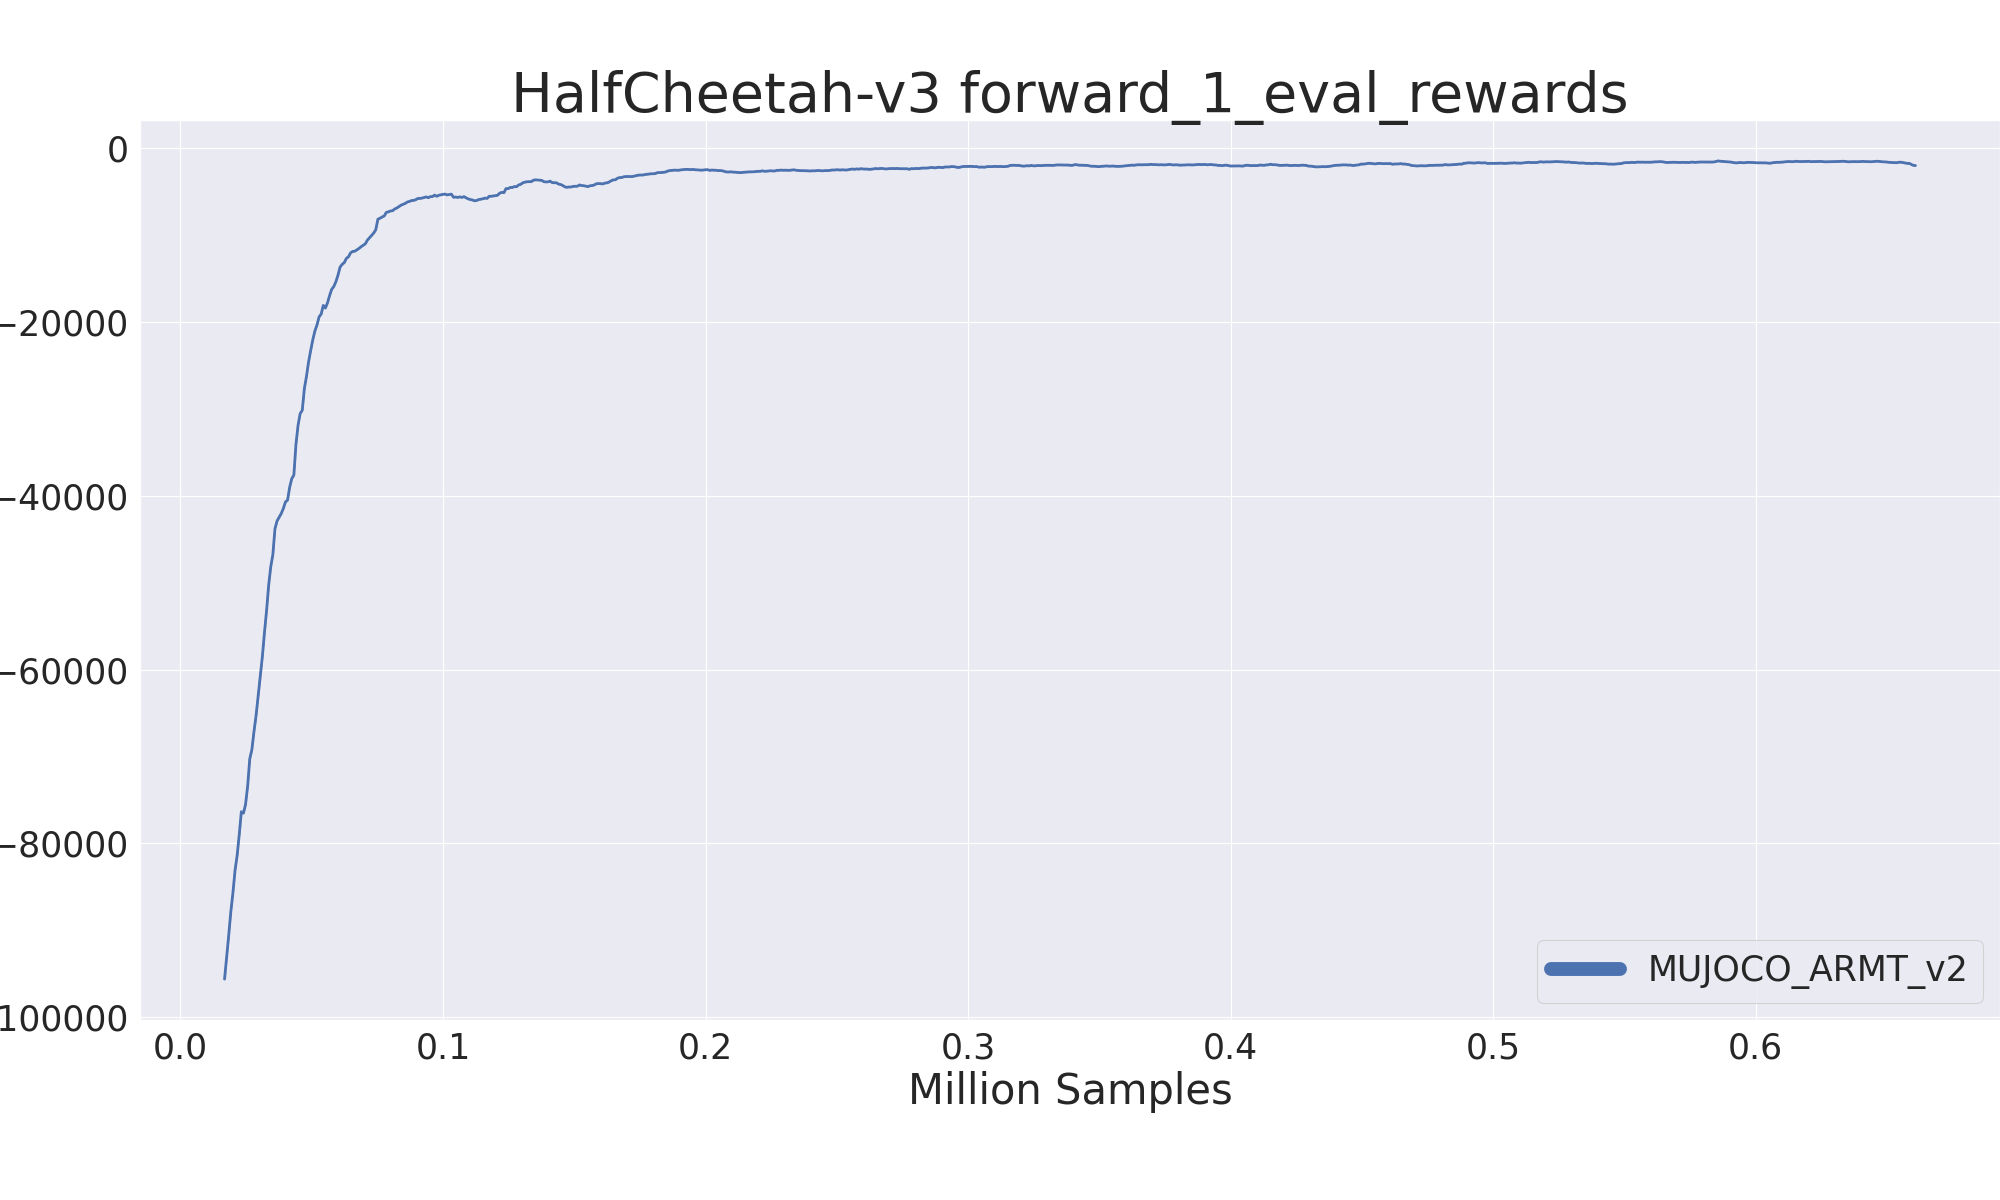 HalfCheetah-v3 forward_1_eval_rewards
0
−20000
−40000
−60000
−80000
100000
0.0 0.1 0.2 0.3 0.4 0.5 0.6
Million Samples
MUJOCO_ARMT_v2